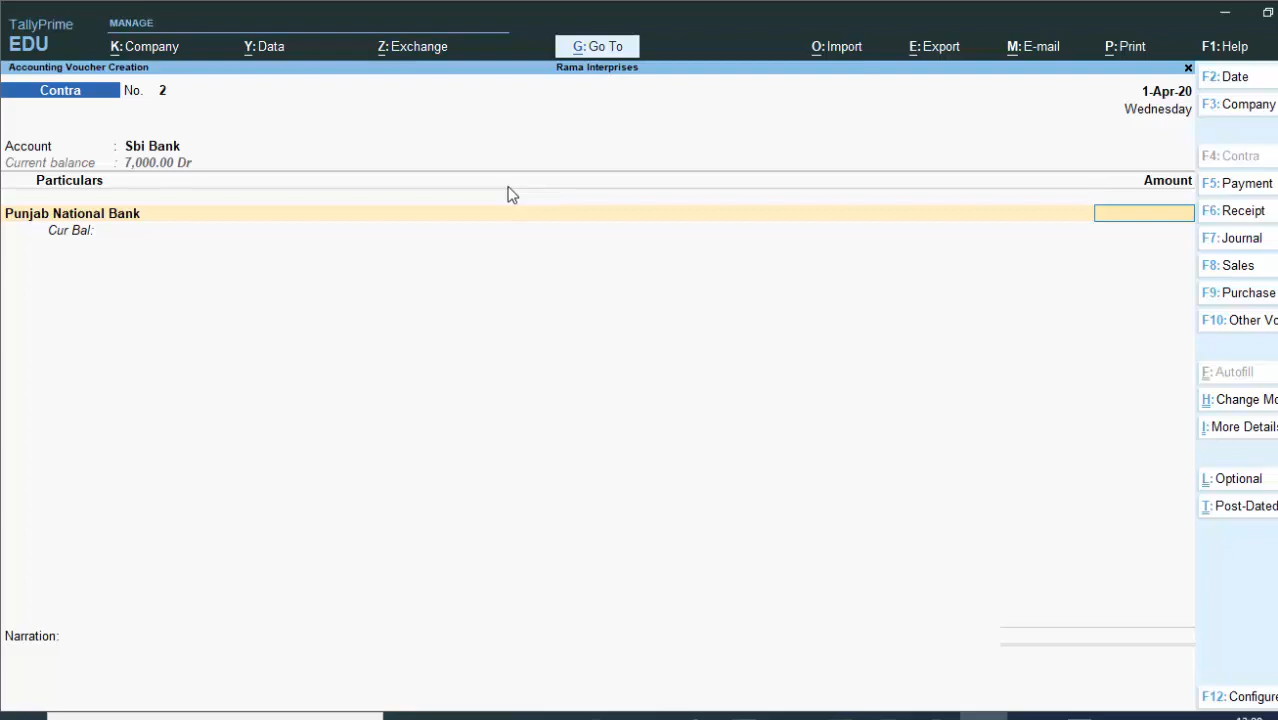 TallyPrime
EDU
MANAGE
K: Company
Y: Data
Z: Exchange
G: Go To
O: Import
E: Export
M: E-mail
P: Print
F1: Help
Accounting Voucher Creation
Rama Interprises
Contra No. 2
1-Apr-20
Wednesday
Account : Sbi Bank
Current balance : 7,000.00 Dr
Particulars
Amount
Punjab National Bank
Cur Bal:
Narration:
F2: Date
F3: Company
F4: Contra
F5: Payment
F6: Receipt
F7: Journal
F8: Sales
F9: Purchase
F10: Other Vo
F: Autofill
H: Change Mo
I: More Details
L: Optional
T: Post-Dated
F12: Configure